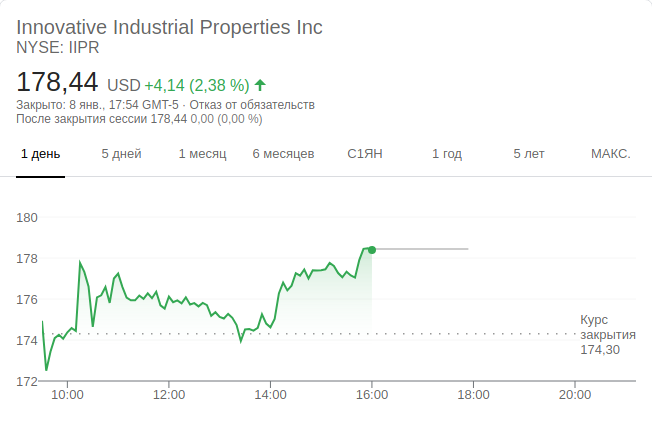 Innovative Industrial Properties Inc
NYSE: IIPR
178,44 USD +4,14 (2,38 %)
Закрыто: 8 янв., 17:54 GMT-5 · Отказ от обязательств
После закрытия сессии 178,44 0,00 (0,00 %)
1 день 5 дней 1 месяц 6 месяцев С1ЯН 1 год 5 лет МАКС.
180
178
176
174
172
Курс
закрытия
174,30
10:00 12:00 14:00 16:00 18:00 20:00